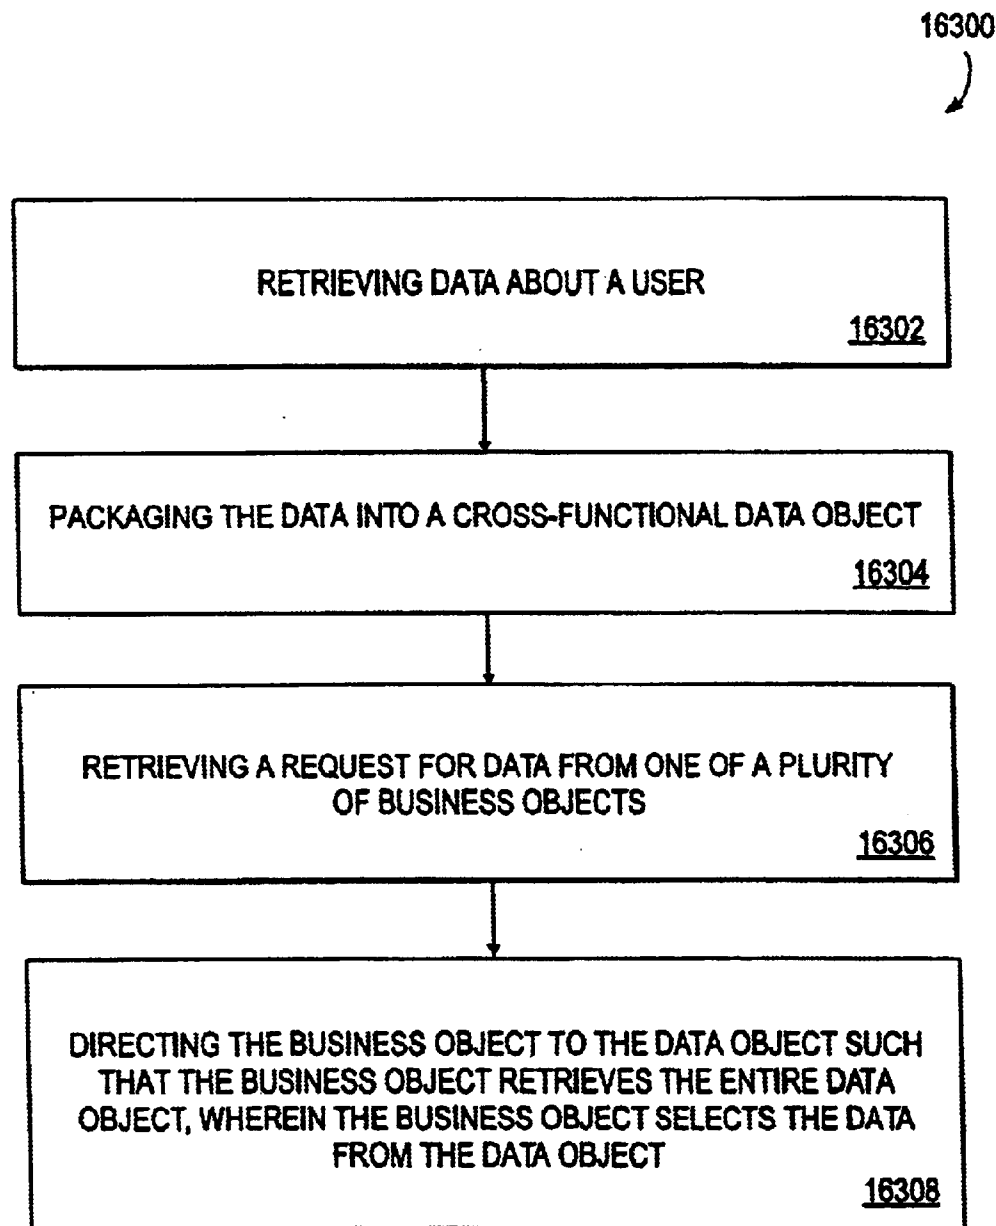 16300
RETRIEVING DATA ABOUT A USER
16302
PACKAGING THE DATA INTO A CROSS-FUNCTIONAL DATA OBJECT
16304
RETRIEVING A REQUEST FOR DATA FROM ONE OF A PLURITY
OF BUSINESS OBJECTS
16306
DIRECTING THE BUSINESS OBJECT TO THE DATA OBJECT SUCH
THAT THE BUSINESS OBJECT RETRIEVES THE ENTIRE DATA
OBJECT, WHEREIN THE BUSINESS OBJECT SELECTS THE DATA
FROM THE DATA OBJECT
16308